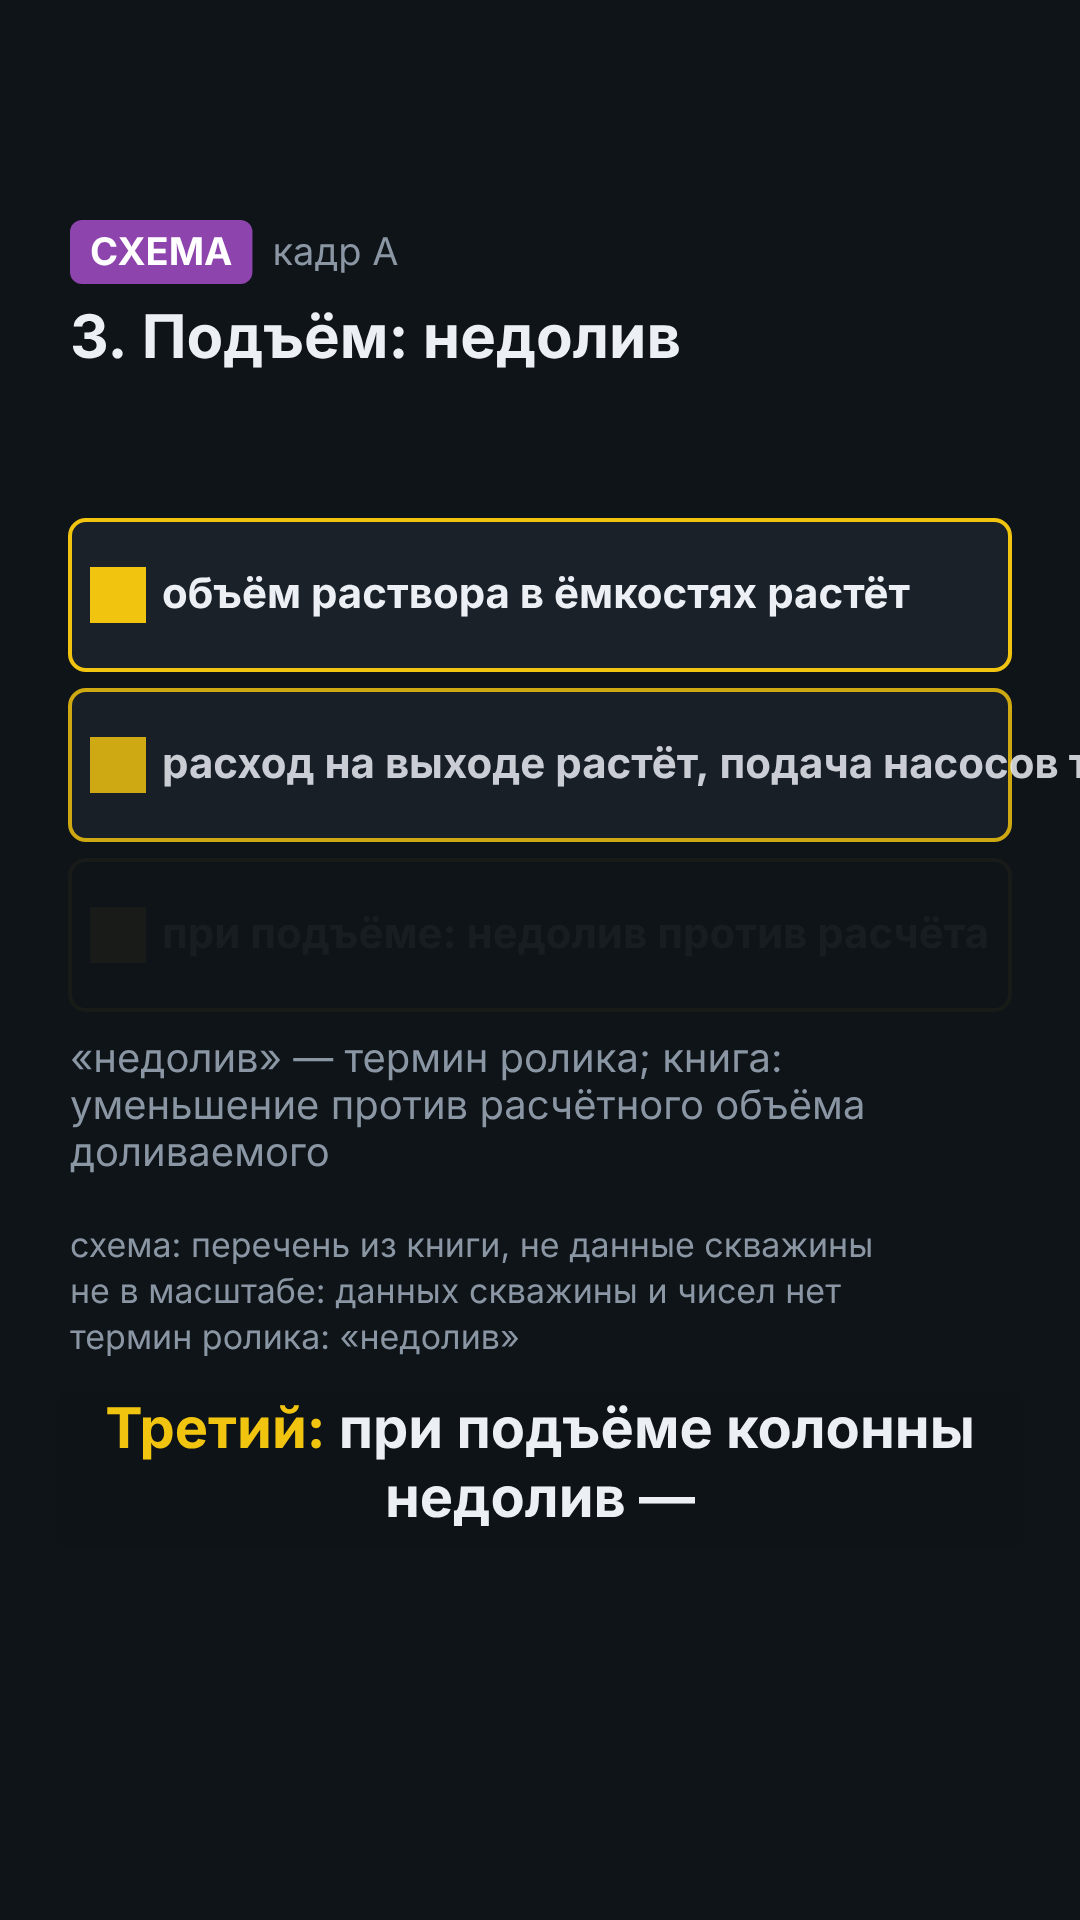 СХЕМА кадр А
3. Подъём: недолив
объём раствора в ёмкостях растёт
расход на выходе растёт, подача насосов
при подъёме: недолив против расчёта
«недолив» — термин ролика; книга:
уменьшение против расчётного объёма
доливаемого
схема: перечень из книги, не данные скважины
не в масштабе: данных скважины и чисел нет
термин ролика: «недолив»
Третий: при подъёме колонны
недолив —